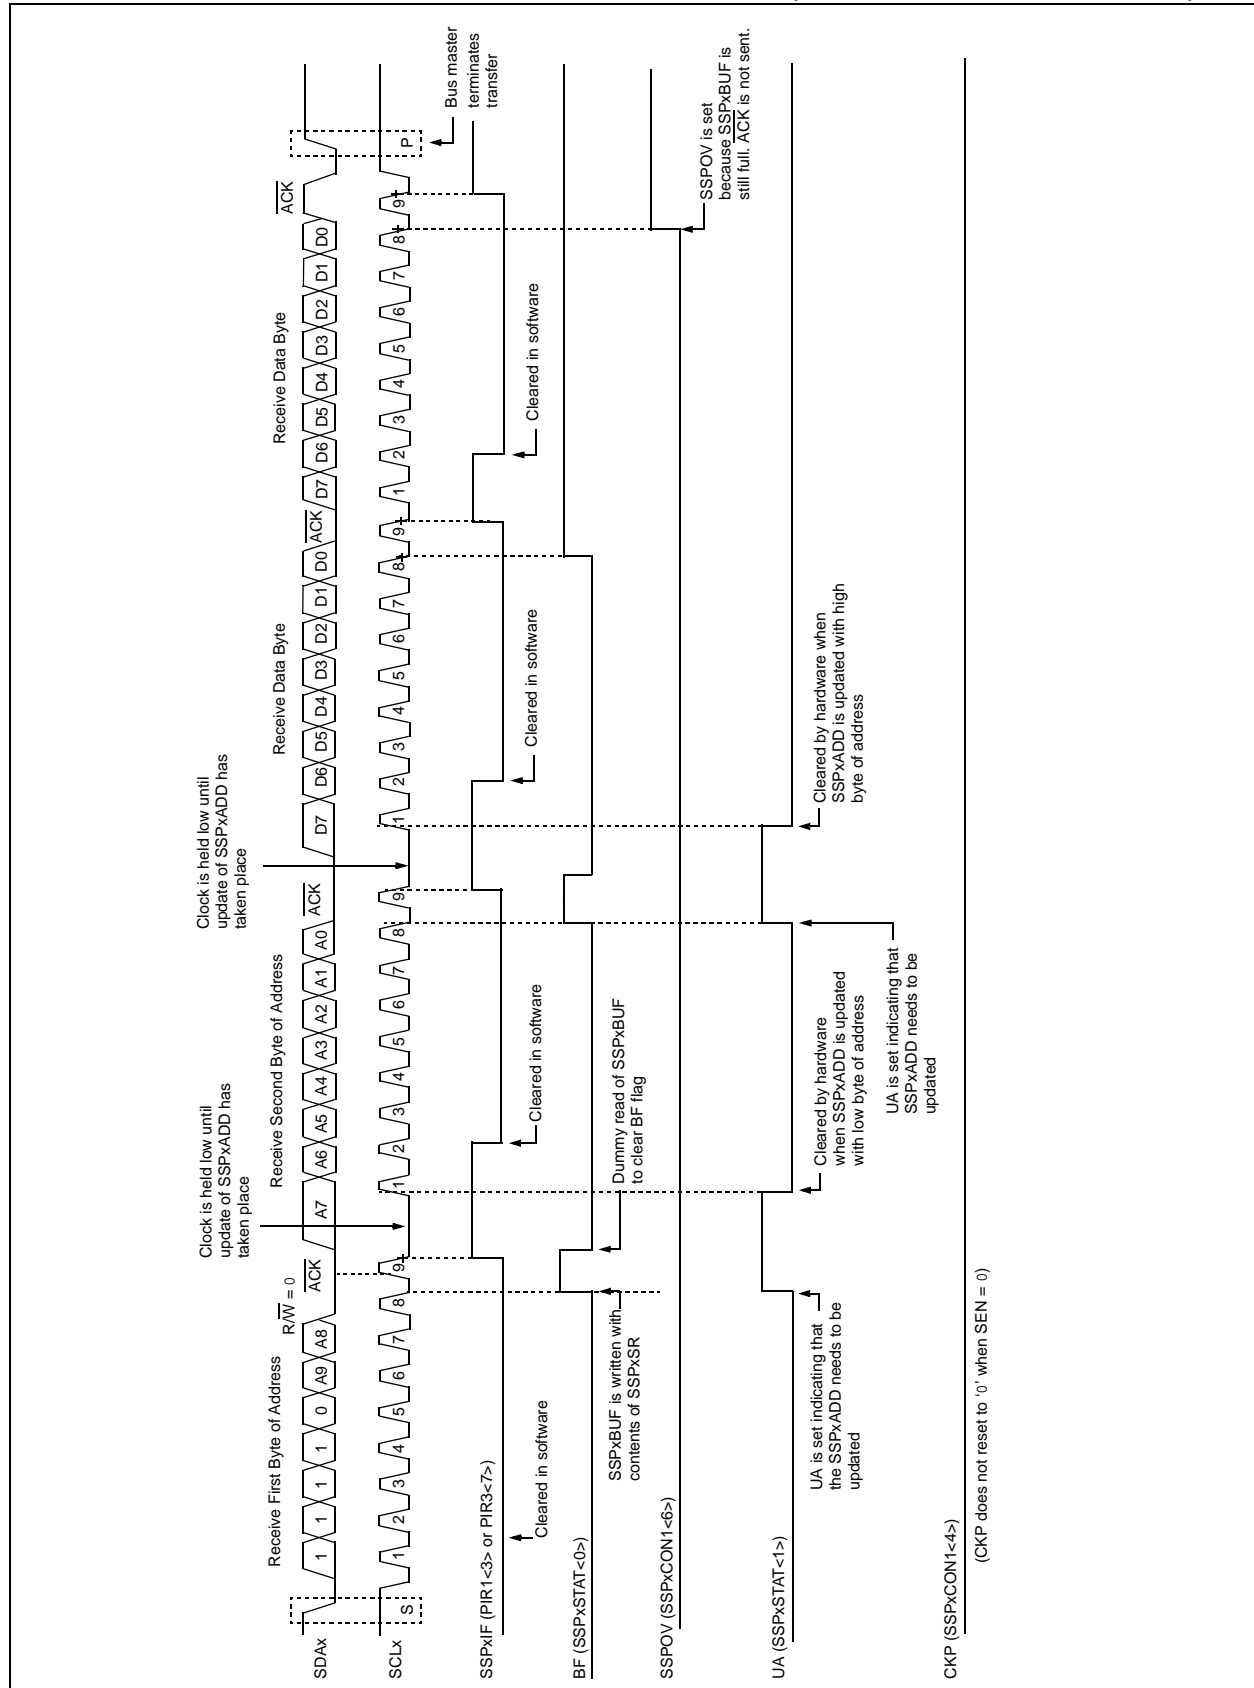 Receive First Byte of Address
R/W = 0
ACK
Clock is held low until
update of SSPxADD has
taken place
Receive Second Byte of Address
ACK
Clock is held low until
update of SSPxADD has
taken place
Receive Data Byte
ACK
Receive Data Byte
ACK
SDAx
1 1 1 1 0 A9 A8 A7 A6 A5 A4 A3 A2 A1 A0 D7 D6 D5 D4 D3 D2 D1 D0 D7 D6 D5 D4 D3 D2 D1 D0
SCLx
S 1 2 3 4 5 6 7 8 9 1 2 3 4 5 6 7 8 9 1 2 3 4 5 6 7 8 9 1 2 3 4 5 6 7 8 9 P
Bus master
terminates
transfer
SSPxIF (PIR1<3> or PIR3<7>)
Cleared in software
Cleared in software
Cleared in software
Cleared in software
BF (SSPxSTAT<0>)
SSPxBUF is written with
contents of SSPxSR
Dummy read of SSPxBUF
to clear BF flag
SSPOV (SSPxCON1<6>)
SSPOV is set
because SSPxBUF is
still full. ACK is not sent.
UA (SSPxSTAT<1>)
UA is set indicating that
the SSPxADD needs to be
updated
Cleared by hardware
when SSPxADD is updated
with low byte of address
UA is set indicating that
SSPxADD needs to be
updated
Cleared by hardware when
SSPxADD is updated with high
byte of address
CKP (SSPxCON1<4>)
(CKP does not reset to ‘0’ when SEN = 0)